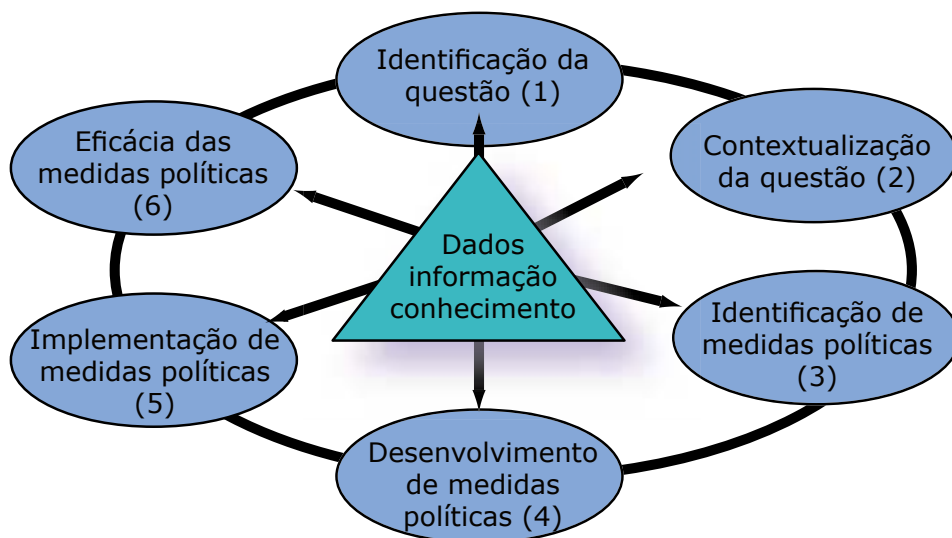 Identificação da
questão (1)
Contextualização
da questão (2)
Identificação de
medidas políticas
(3)
Desenvolvimento
de medidas
políticas (4)
Implementação de
medidas políticas
(5)
Eficácia das
medidas políticas
(6)
Dados
informação
conhecimento